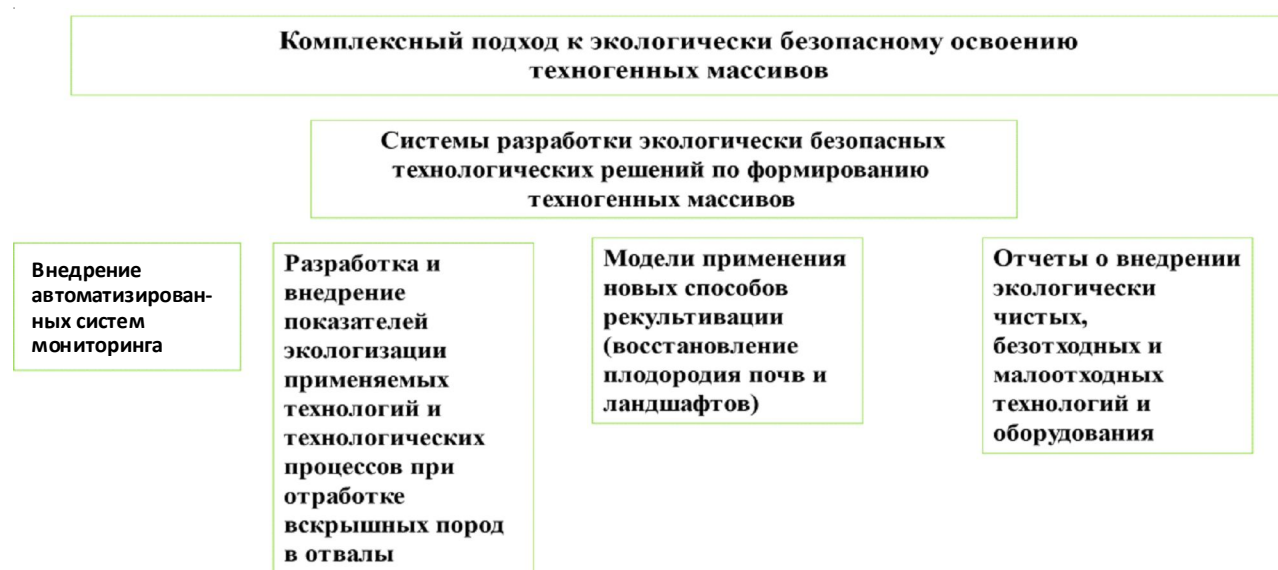 Комплексный подход к экологически безопасному освоению
техногенных массивов
Системы разработки экологически безопасных
технологических решений по формированию
техногенных массивов
Внедрение
автоматизирован-
ных систем
мониторинга
Разработка и
внедрение
показателей
экологизации
применяемых
технологий и
технологических
процессов при
отработке
вскрышных пород
в отвалы
Модели применения
новых способов
рекультивации
(восстановление
плодородия почв и
ландшафтов)
Отчеты о внедрении
экологически
чистых,
безотходных и
малоотходных
технологий и
оборудования